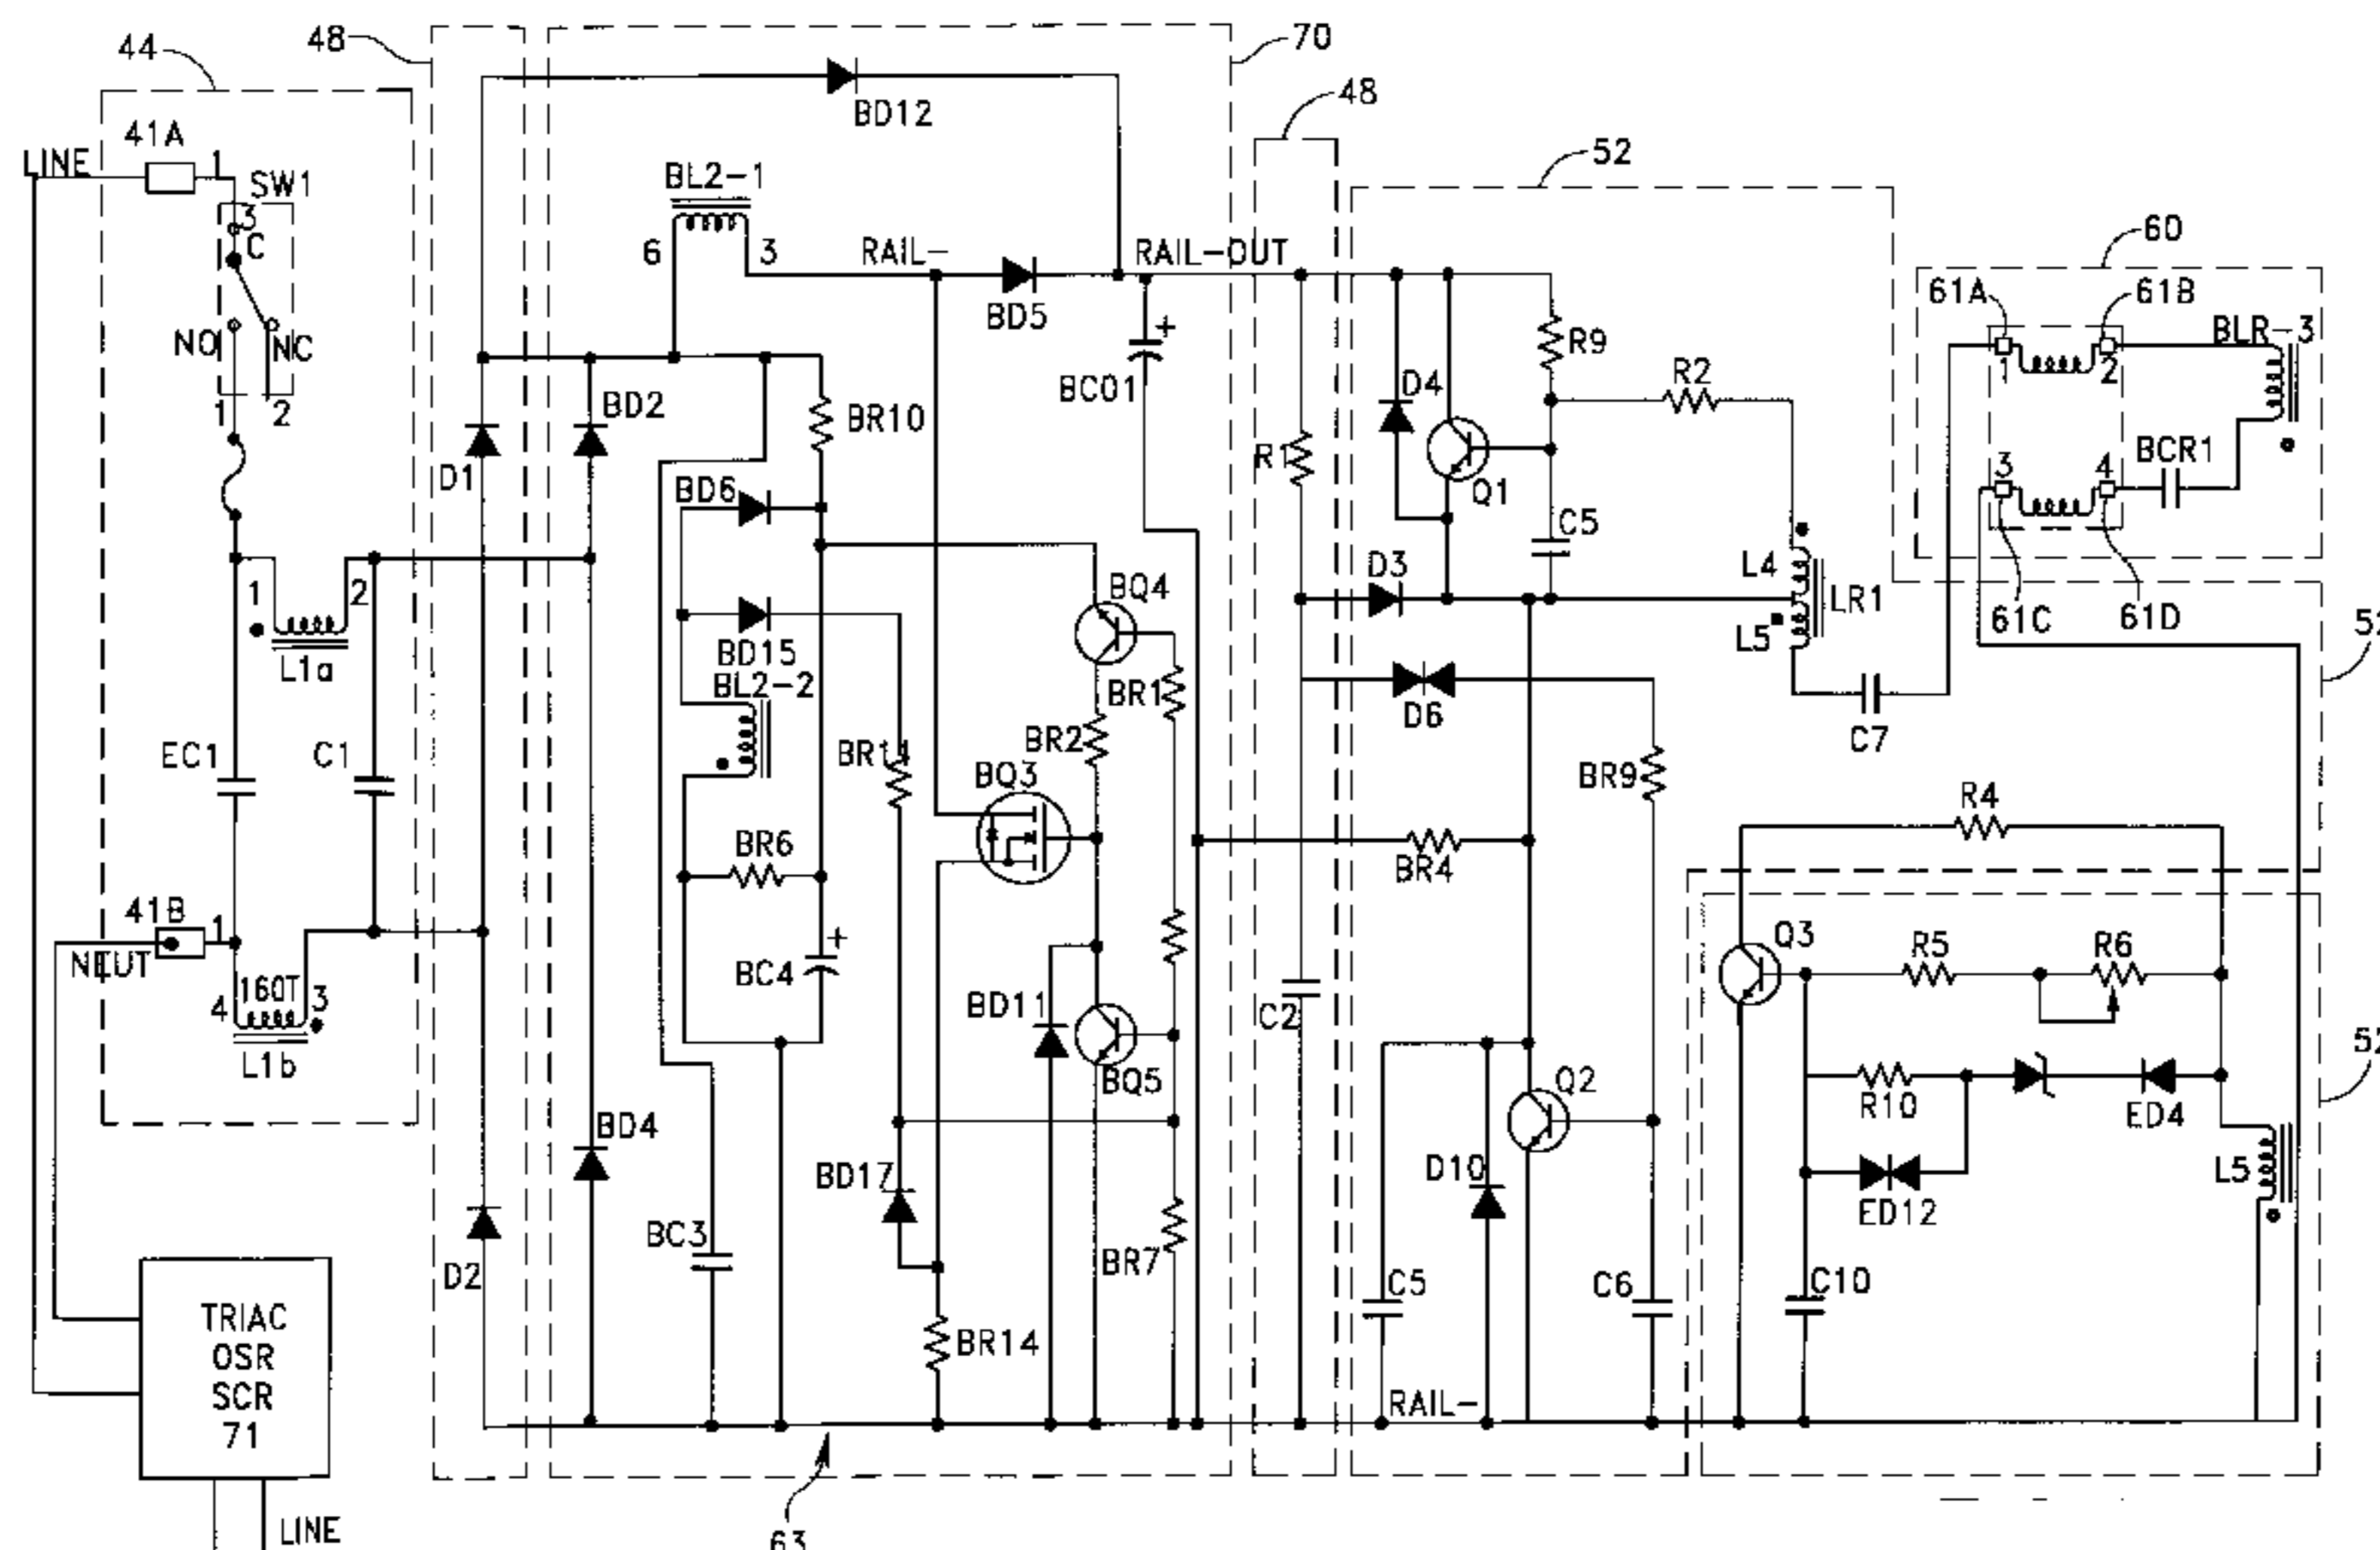 44
48
70
48
52
60
41A
LINE
1
SW1
3
C
NO
NC
1
2
BD12
BL2-1
6
3
RAIL-
RAIL-OUT
BD5
BC01
+
BD2
BR10
D1
BD6
BD15
BL2-2
BR11
BR6
BC4
+
BQ4
BR1
BR2
BQ3
BD11
BQ5
BR7
BD17
BR14
BC3
BD4
D2
1
2
L1a
EC1
C1
41B
1
NEUT
160T
4
3
L1b
TRIAC
OSR
SCR
71
LINE
63
R1
C2
D4
Q1
R9
R2
C5
D3
L4
LR1
L5
D6
C7
BR9
BR4
Q2
D10
C5
C6
RAIL-
61A
61B
BLR-3
1
2
3
4
BCR1
61C
61D
52
R4
Q3
R5
R6
R10
ED4
ED12
L5
C10